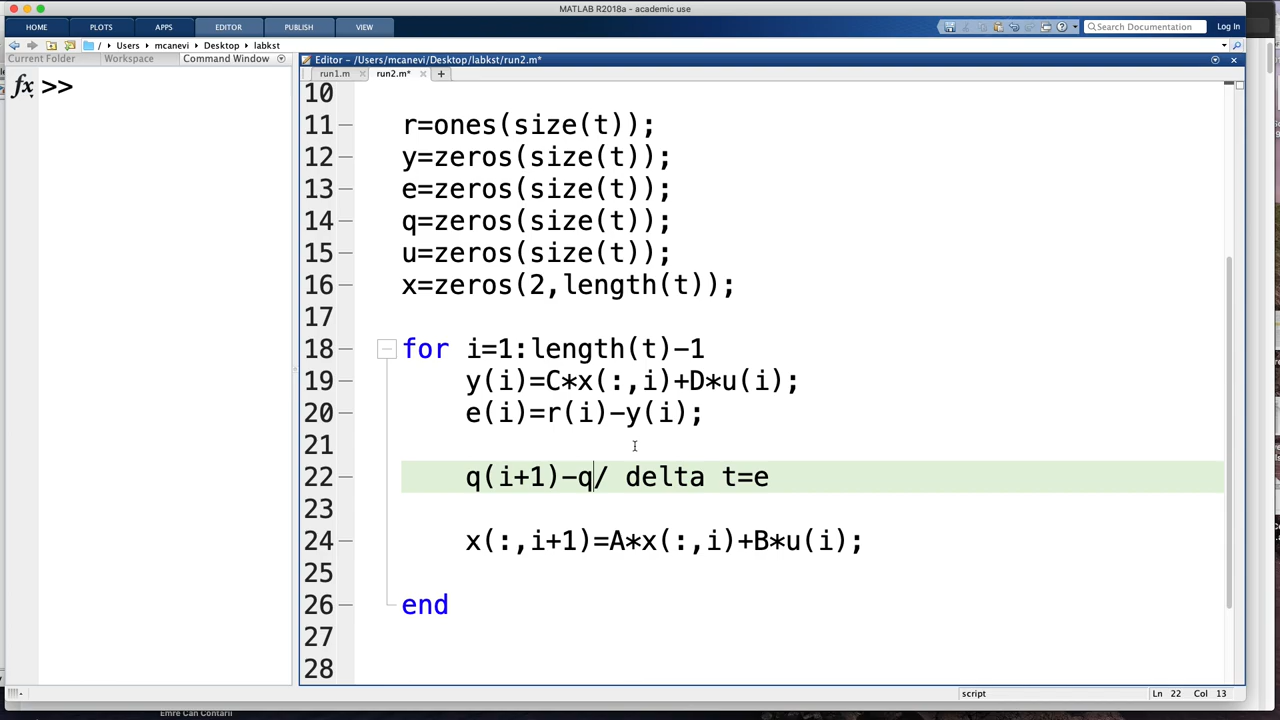 MATLAB R2018a - academic use
HOME PLOTS APPS EDITOR PUBLISH VIEW Search Documentation Log In
/ Users mcanevi Desktop labkst
Current Folder Workspace Command Window Editor - /Users/mcanevi/Desktop/labkst/run2.m*
run1.m run2.m* +
fx >>
10
11 r=ones(size(t));
12 y=zeros(size(t));
13 e=zeros(size(t));
14 q=zeros(size(t));
15 u=zeros(size(t));
16 x=zeros(2,length(t));
17
18 for i=1:length(t)-1
19 y(i)=C*x(:,i)+D*u(i);
20 e(i)=r(i)-y(i);
21
22 q(i+1)-q/ delta t=e
24 x(:,i+1)=A*x(:,i)+B*u(i);
25
26 end
27
28
script Ln 22 Col 13
Emre Can Contarli